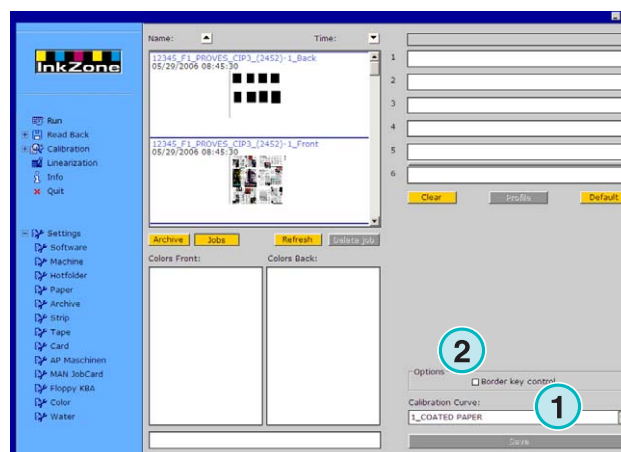 InkZone
Run
Read Back
Calibration
Linearization
Info
Quit
Settings
Software
Machine
Hotfolder
Paper
Archive
Strip
Tape
Card
AP Maschinen
MAN JobCard
Floppy KBA
Color
Water
Name: Time:
12345_F1_PROVES_CIP3_(2452)-1_Back
05/29/2006 08:45:30
12345_F1_PROVES_CIP3_(2452)-1_Front
05/29/2006 08:45:30
Archive Jobs Refresh Delete job
Colors Front: Colors Back:
1
2
3
4
5
6
Clear Profile Default
2
Options
Border key control
1
Calibration Curve:
1_COATED PAPER
Save